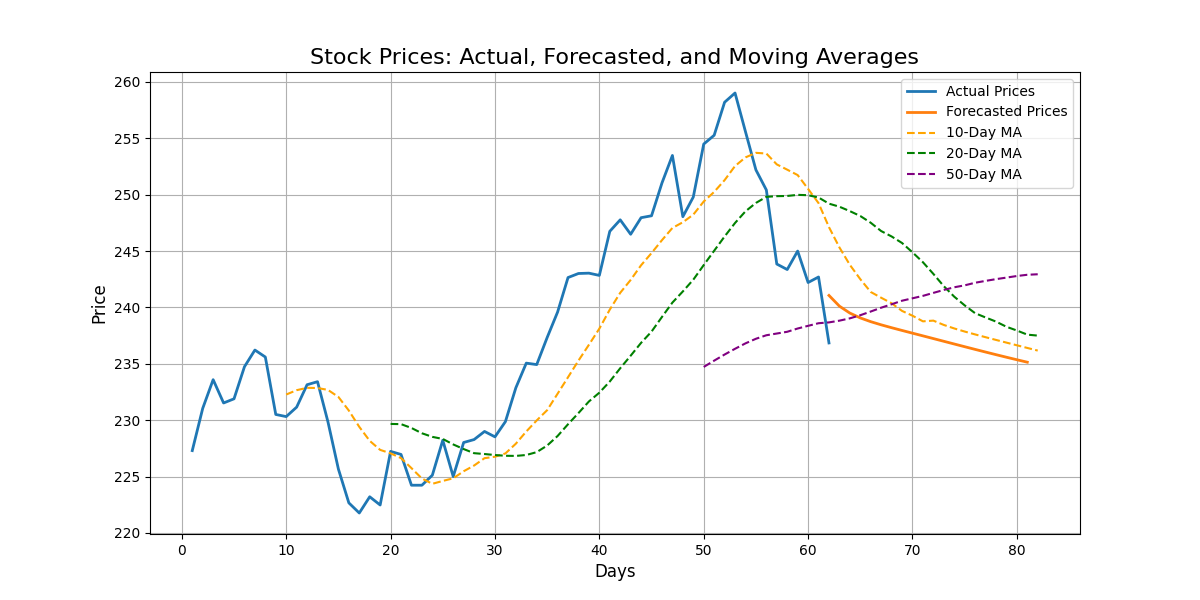 Stock Prices: Actual, Forecasted, and Moving Averages
Price
260
255
250
245
240
235
230
225
220
Actual Prices
Forecasted Prices
10-Day MA
20-Day MA
50-Day MA
0 10 20 30 40 50 60 70 80
Days